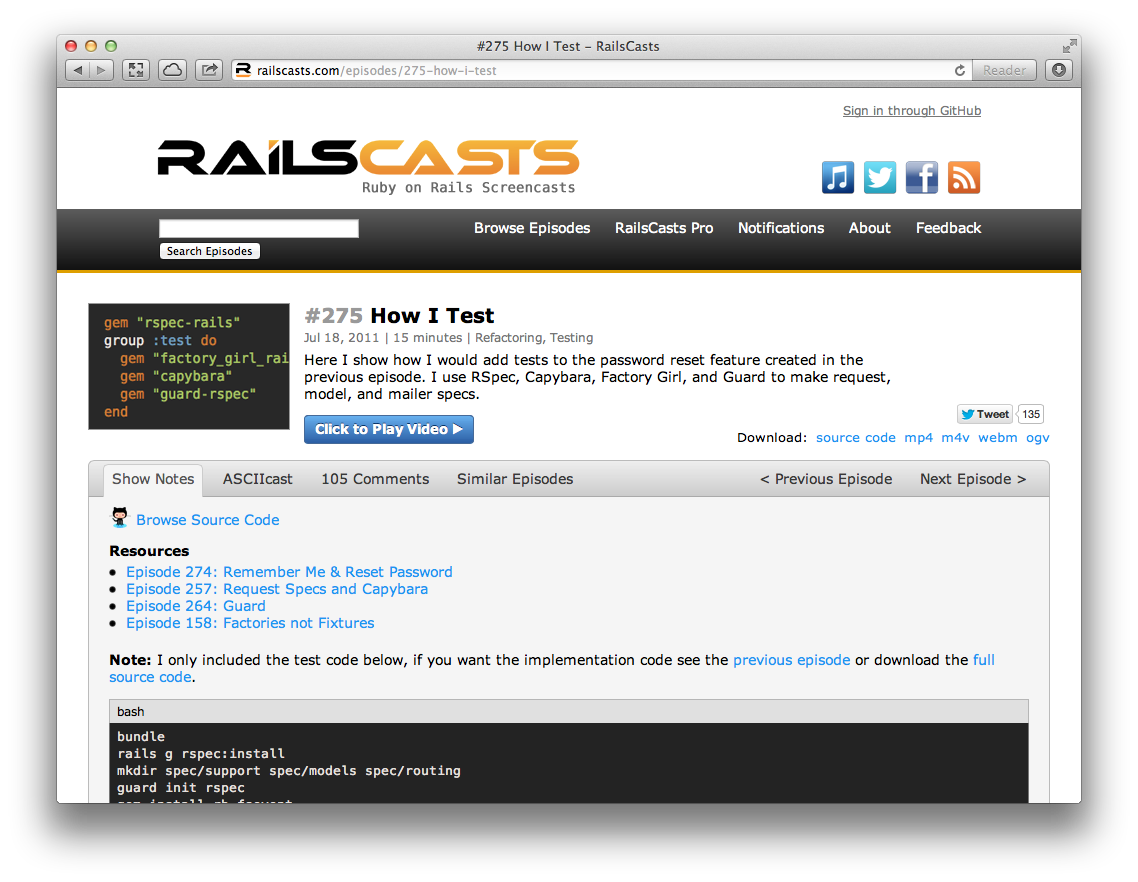 #275 How I Test – RailsCasts
railscasts.com/episodes/275-how-i-test
Reader
Sign in through GitHub
RAILSCASTS
Ruby on Rails Screencasts
Browse Episodes RailsCasts Pro Notifications About Feedback
Search Episodes
gem "rspec-rails"
group :test do
gem "factory_girl_rai
gem "capybara"
gem "guard-rspec"
end
#275 How I Test
Jul 18, 2011 | 15 minutes | Refactoring, Testing
Here I show how I would add tests to the password reset feature created in the
previous episode. I use RSpec, Capybara, Factory Girl, and Guard to make request,
model, and mailer specs.
Click to Play Video
Tweet 135
Download: source code mp4 m4v webm ogv
Show Notes ASCIIcast 105 Comments Similar Episodes < Previous Episode Next Episode >
Browse Source Code
Resources
Episode 274: Remember Me & Reset Password
Episode 257: Request Specs and Capybara
Episode 264: Guard
Episode 158: Factories not Fixtures
Note: I only included the test code below, if you want the implementation code see the previous episode or download the full
source code.
bash
bundle
rails g rspec:install
mkdir spec/support spec/models spec/routing
guard init rspec